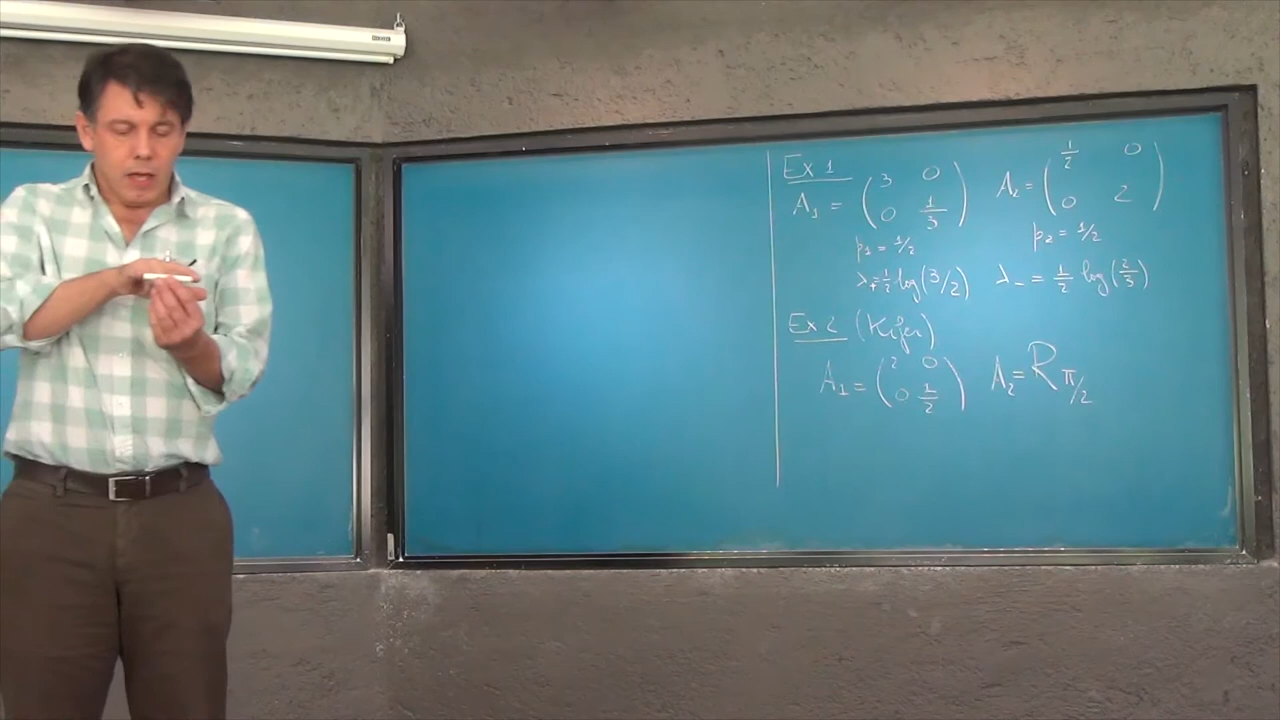 Ex 1
A₁ = (3 0; 0 1/3) A₂ = (1/2 0; 0 2)
p₁ = 1/2 p₂ = 1/2
λ₊ = 1/2 log(3/2) λ₋ = 1/2 log(2/3)
Ex 2 (Kifer)
A₁ = (2 0; 0 1/2) A₂ = R π/2